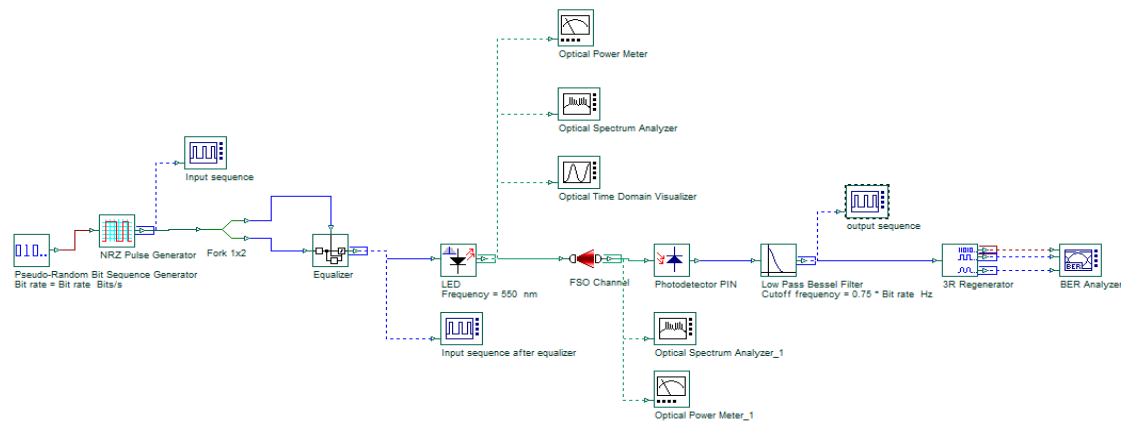 Optical Power Meter
Optical Spectrum Analyzer
Input sequence
Optical Time Domain Visualizer
output sequence
010..
NRZ Pulse Generator
Fork 1x2
Pseudo-Random Bit Sequence Generator
Bit rate = Bit rate Bits/s
Equalizer
LED
Frequency = 550 nm
FSO Channel
Photodetector PIN
Low Pass Bessel Filter
Cutoff frequency = 0.75 * Bit rate Hz
3R Regenerator
BER
BER Analyzer
Input sequence after equalizer
Optical Spectrum Analyzer_1
Optical Power Meter_1